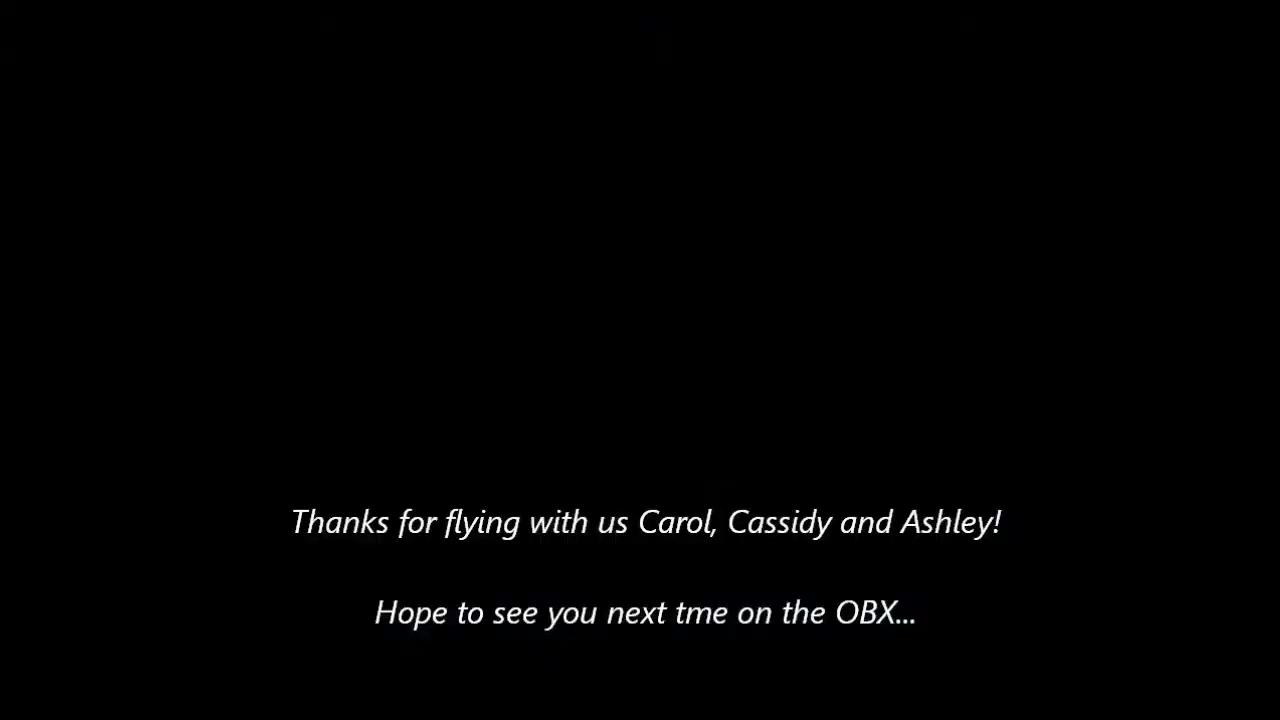 Thanks for flying with us Carol, Cassidy and Ashley!
Hope to see you next tme on the OBX...